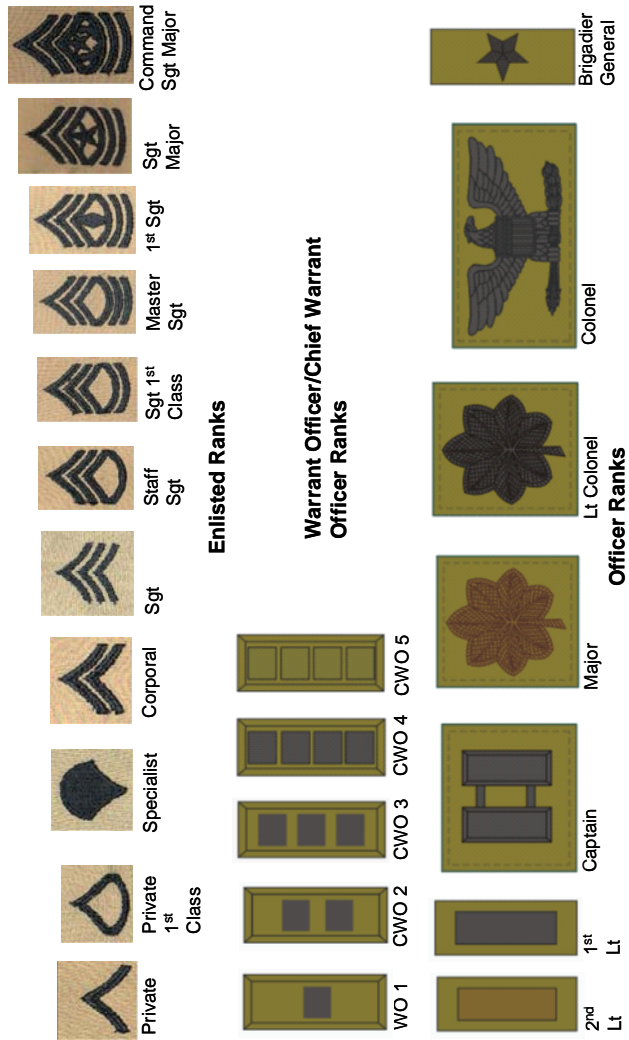 Private
Private
1st
Class
Specialist
Corporal
Sgt
Staff
Sgt
Sgt 1st
Class
Master
Sgt
1st Sgt
Sgt
Major
Command
Sgt Major
Enlisted Ranks
WO 1
CWO 2
CWO 3
CWO 4
CWO 5
Warrant Officer/Chief Warrant
Officer Ranks
2nd
Lt
1st
Lt
Captain
Major
Lt Colonel
Colonel
Brigadier
General
Officer Ranks